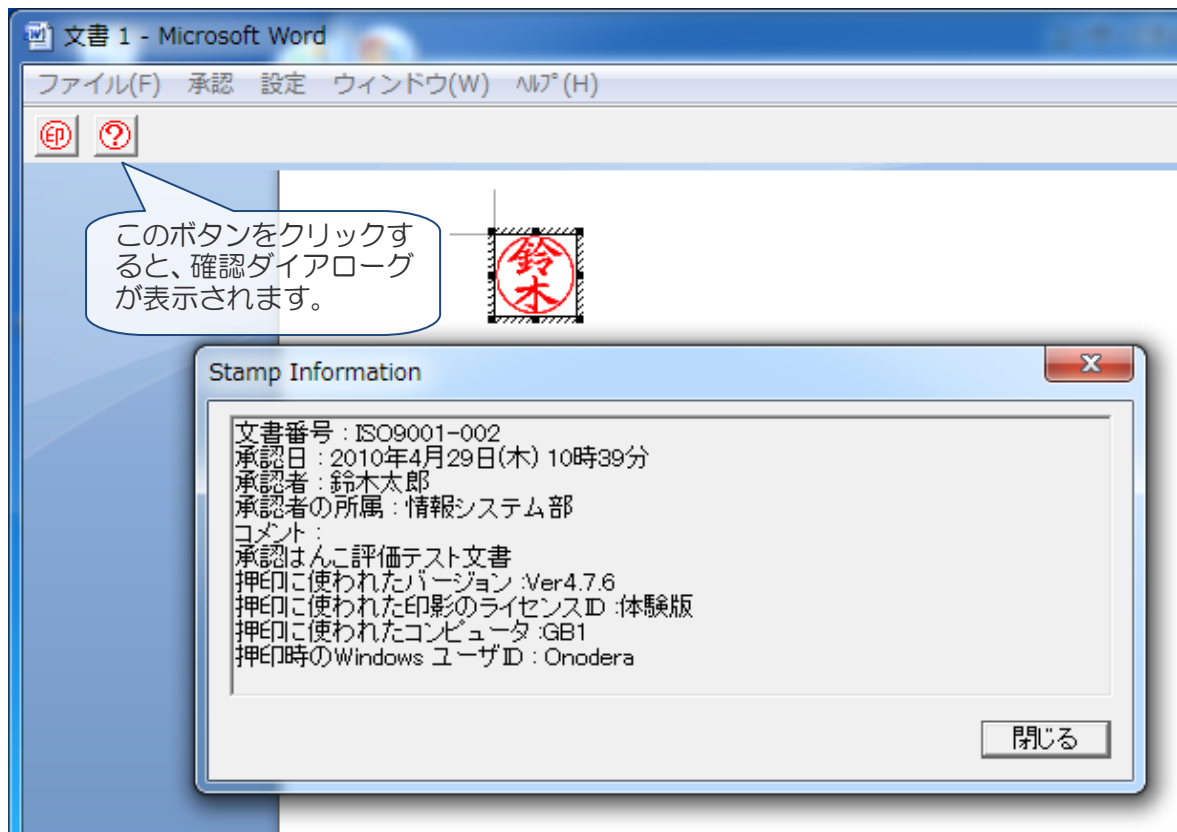 文書 1 - Microsoft Word
ファイル(F) 承認 設定 ウィンドウ(W) ﾍﾙﾌﾟ(H)
印 ?
このボタンをクリックす
ると、確認ダイアローグ
が表示されます。
鈴
木
Stamp Information
文書番号 : ISO9001-002
承認日 : 2010年4月29日(木) 10時39分
承認者 : 鈴木太郎
承認者の所属 : 情報システム部
コメント :
承認はんこ評価テスト文書
押印に使われたバージョン :Ver4.7.6
押印に使われた印影のライセンスID :体験版
押印に使われたコンピュータ :GB1
押印時のWindows ユーザID : Onodera
閉じる